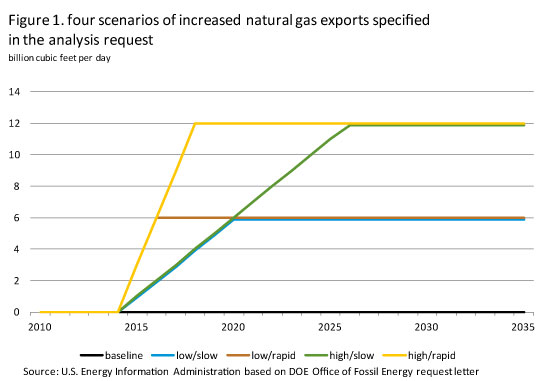 Figure 1. four scenarios of increased natural gas exports specified
in the analysis request
billion cubic feet per day
14
12
10
8
6
4
2
0
2010 2015 2020 2025 2030 2035
baseline low/slow low/rapid high/slow high/rapid
Source: U.S. Energy Information Administration based on DOE Office of Fossil Energy request letter